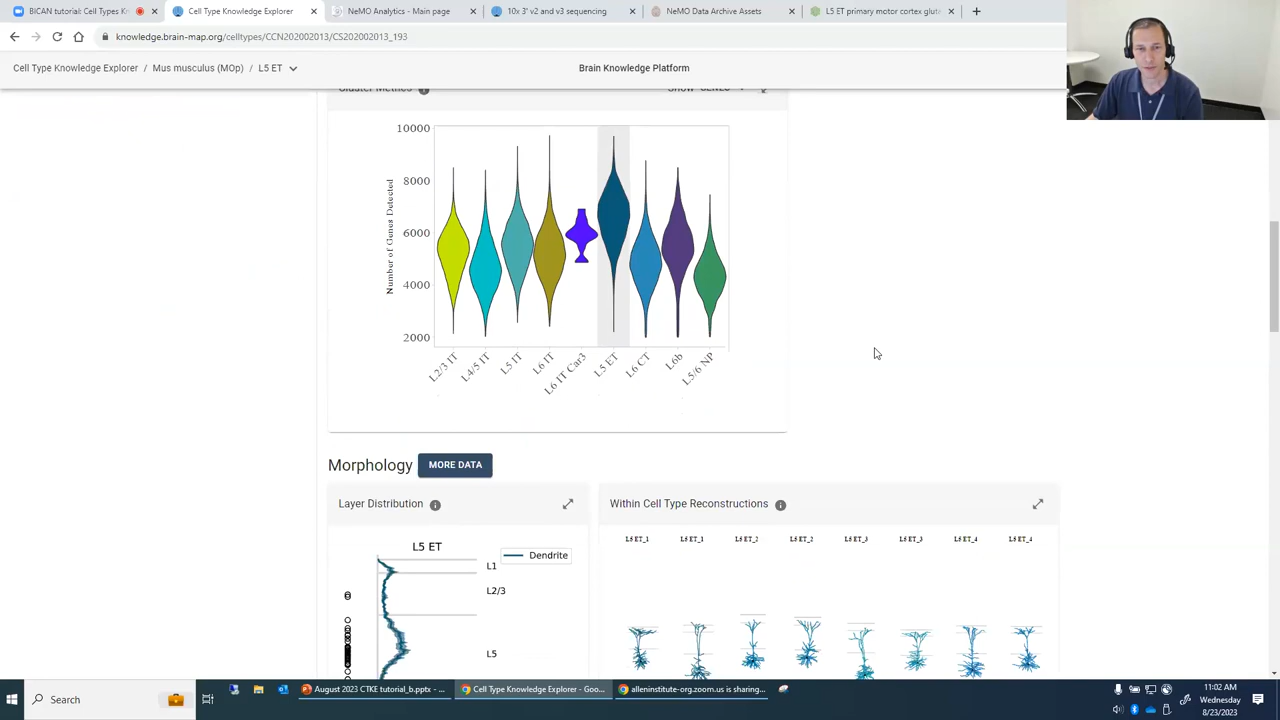 BICAN tutorial: Cell Types Kn
Cell Type Knowledge Explorer
NeMO Analytics - Main page
10x 3' v2 and v3 sequencing
NeMO Data Archive Assets
L5 ET primary motor cortex glut
knowledge.brain-map.org/celltypes/CCN202002013/CS202002013_193
Cell Type Knowledge Explorer / Mus musculus (MOp) / L5 ET
Brain Knowledge Platform
Cluster Metrics
SHOW GENES
10000
8000
6000
4000
2000
Number of Genes Detected
L2/3 IT
L4/5 IT
L5 IT
L6 IT
L6 IT Car3
L5 ET
L6 CT
L6b
L5/6 NP
Morphology MORE DATA
Layer Distribution
Within Cell Type Reconstructions
L5 ET
Dendrite
L1
L2/3
L5
L5 ET_1 L5 ET_1 L5 ET_2 L5 ET_2 L5 ET_3 L5 ET_3 L5 ET_4 L5 ET_4
Search
August 2023 CTKE tutorial_b.pptx - ...
Cell Type Knowledge Explorer - Goo...
alleninstitute-org.zoom.us is sharing...
11:02 AM
Wednesday
8/23/2023